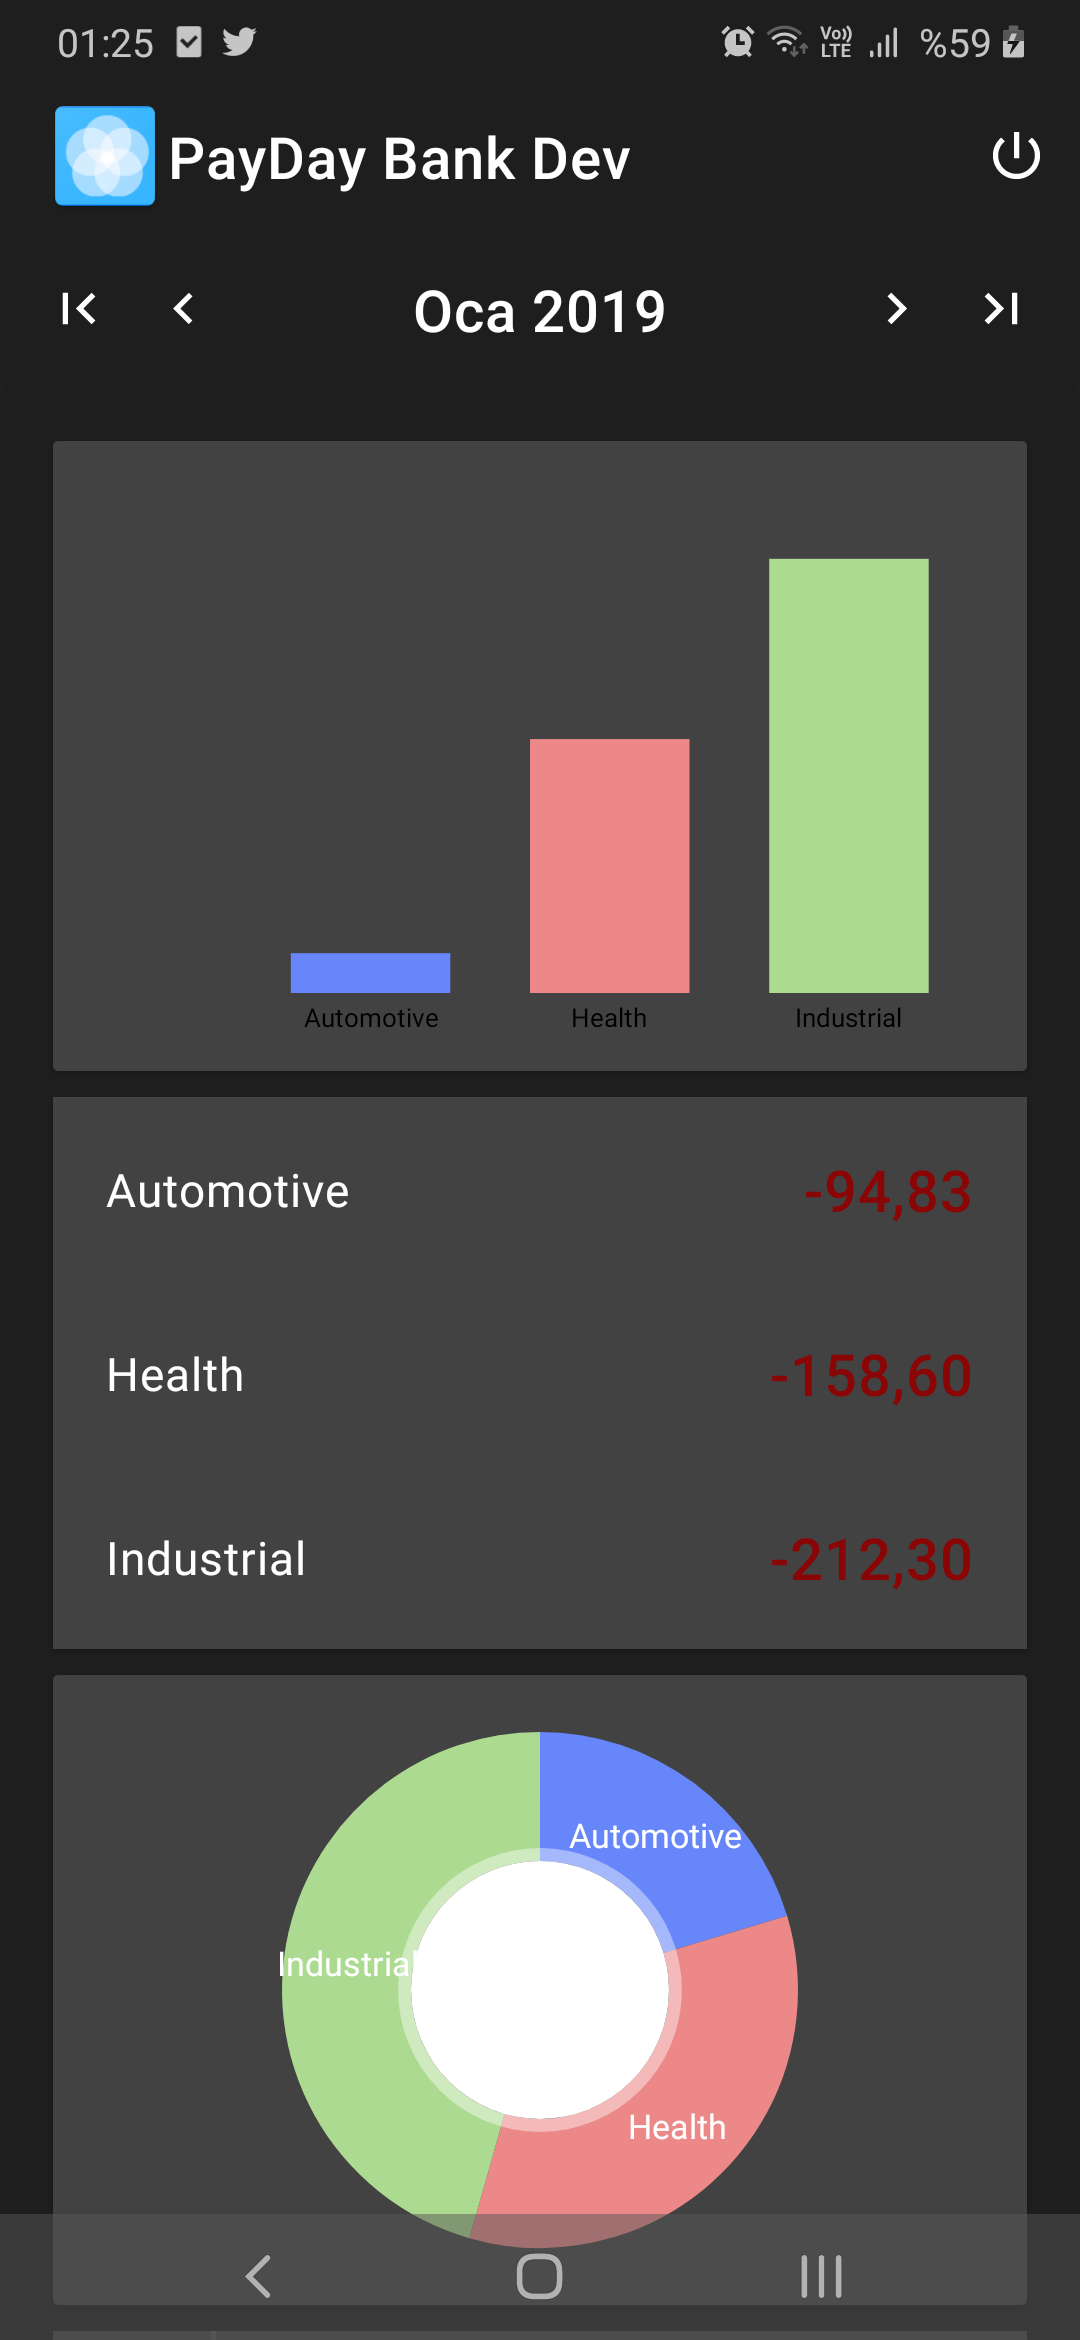 01:25 Vo)) LTE %59
PayDay Bank Dev
Oca 2019
Automotive Health Industrial
Automotive -94,83
Health -158,60
Industrial -212,30
Automotive
Industrial
Health